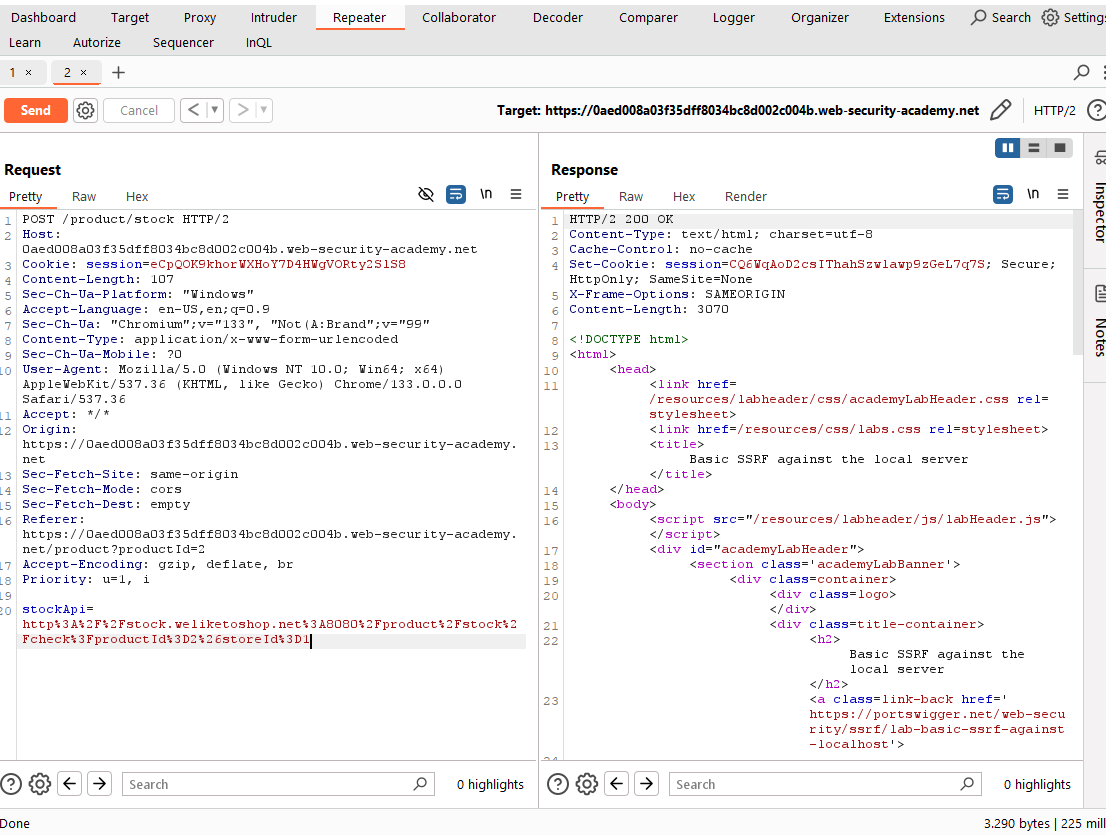 Dashboard Target Proxy Intruder Repeater Collaborator Decoder Comparer Logger Organizer Extensions Search Settings
Learn Autorize Sequencer InQL
1 × 2 × +
Send Cancel < > Target: https://0aed008a03f35dff8034bc8d002c004b.web-security-academy.net HTTP/2
Request
Pretty Raw Hex \n
1 POST /product/stock HTTP/2
2 Host:
0aed008a03f35dff8034bc8d002c004b.web-security-academy.net
3 Cookie: session=eCpQOK9khorWXHoY7D4HWgVORty2S1S8
4 Content-Length: 107
5 Sec-Ch-Ua-Platform: "Windows"
6 Accept-Language: en-US,en;q=0.9
7 Sec-Ch-Ua: "Chromium";v="133", "Not(A:Brand";v="99"
8 Content-Type: application/x-www-form-urlencoded
9 Sec-Ch-Ua-Mobile: ?0
10 User-Agent: Mozilla/5.0 (Windows NT 10.0; Win64; x64)
AppleWebKit/537.36 (KHTML, like Gecko) Chrome/133.0.0.0
Safari/537.36
11 Accept: */*
12 Origin:
https://0aed008a03f35dff8034bc8d002c004b.web-security-academy.
net
13 Sec-Fetch-Site: same-origin
14 Sec-Fetch-Mode: cors
15 Sec-Fetch-Dest: empty
16 Referer:
https://0aed008a03f35dff8034bc8d002c004b.web-security-academy.
net/product?productId=2
17 Accept-Encoding: gzip, deflate, br
18 Priority: u=1, i
19
20 stockApi=
http%3A%2F%2Fstock.weliketoshop.net%3A8080%2Fproduct%2Fstock%2
Fcheck%3FproductId%3D2%26storeId%3D1
Search 0 highlights
Response
Pretty Raw Hex Render \n
1 HTTP/2 200 OK
2 Content-Type: text/html; charset=utf-8
3 Cache-Control: no-cache
4 Set-Cookie: session=CQ6WqAoD2csIThahSzw1awp9zGeL7q7S; Secure;
HttpOnly; SameSite=None
5 X-Frame-Options: SAMEORIGIN
6 Content-Length: 3070
7
8 <!DOCTYPE html>
9 <html>
10 <head>
11 <link href=
/resources/labheader/css/academyLabHeader.css rel=
stylesheet>
12 <link href=/resources/css/labs.css rel=stylesheet>
13 <title>
Basic SSRF against the local server
</title>
14 </head>
15 <body>
16 <script src="/resources/labheader/js/labHeader.js">
</script>
17 <div id="academyLabHeader">
18 <section class='academyLabBanner'>
19 <div class=container>
20 <div class=logo>
</div>
21 <div class=title-container>
22 <h2>
Basic SSRF against the
local server
</h2>
23 <a class=link-back href='
https://portswigger.net/web-secu
rity/ssrf/lab-basic-ssrf-against
-localhost'>
Search 0 highlights
Inspector
Notes
Done 3.290 bytes | 225 mill